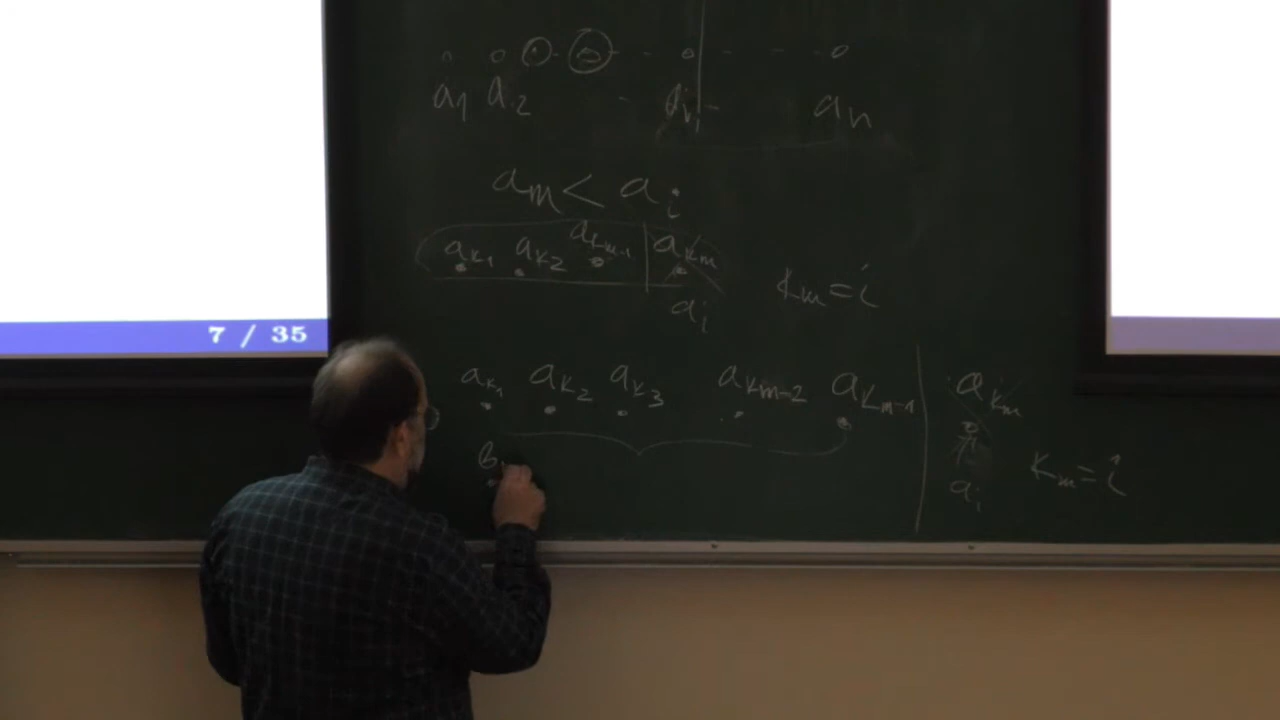 7 / 35
a₁ a₂ - aᵢ - aₙ
aₘ < aᵢ
aₖ₁ aₖ₂ aₖₘ₋₁ | aₖₘ
aᵢ
kₘ = i
aₖ₁ aₖ₂ aₖ₃ aₖₘ₋₂ aₖₘ₋₁ | aₖₘ
aᵢ kₘ = i